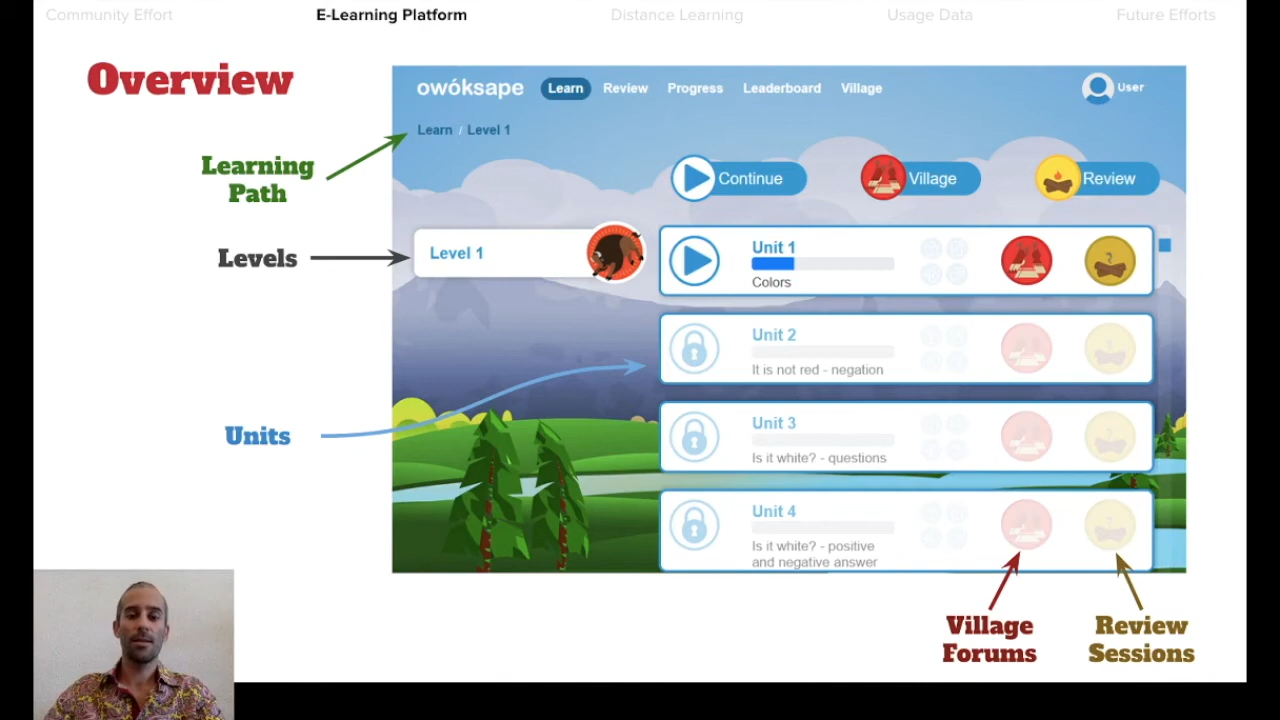 Community Effort
E-Learning Platform
Distance Learning
Usage Data
Future Efforts
Overview
Learning
Path
Levels
Units
owóksape
Learn
Review
Progress
Leaderboard
Village
User
Learn / Level 1
Continue
Village
Review
Level 1
Unit 1
Colors
Unit 2
It is not red - negation
Unit 3
Is it white? - questions
Unit 4
Is it white? - positive
and negative answer
Village
Forums
Review
Sessions